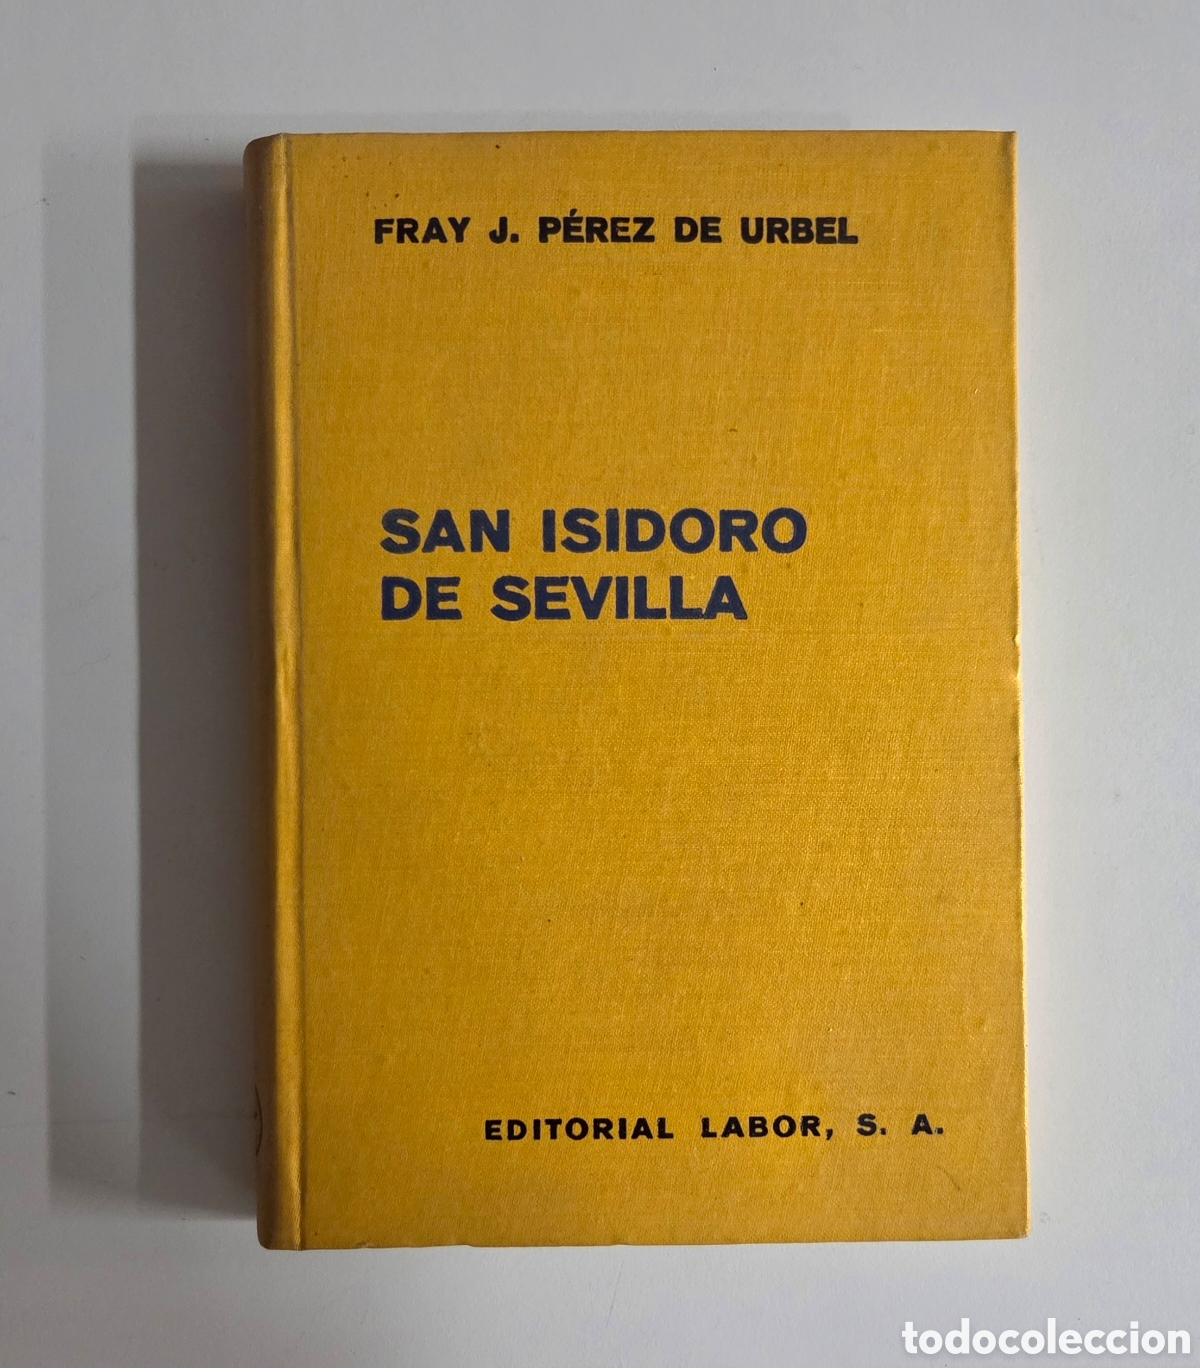 FRAY J. PÉREZ DE URBEL
SAN ISIDORO
DE SEVILLA
EDITORIAL LABOR, S. A.
todocoleccion